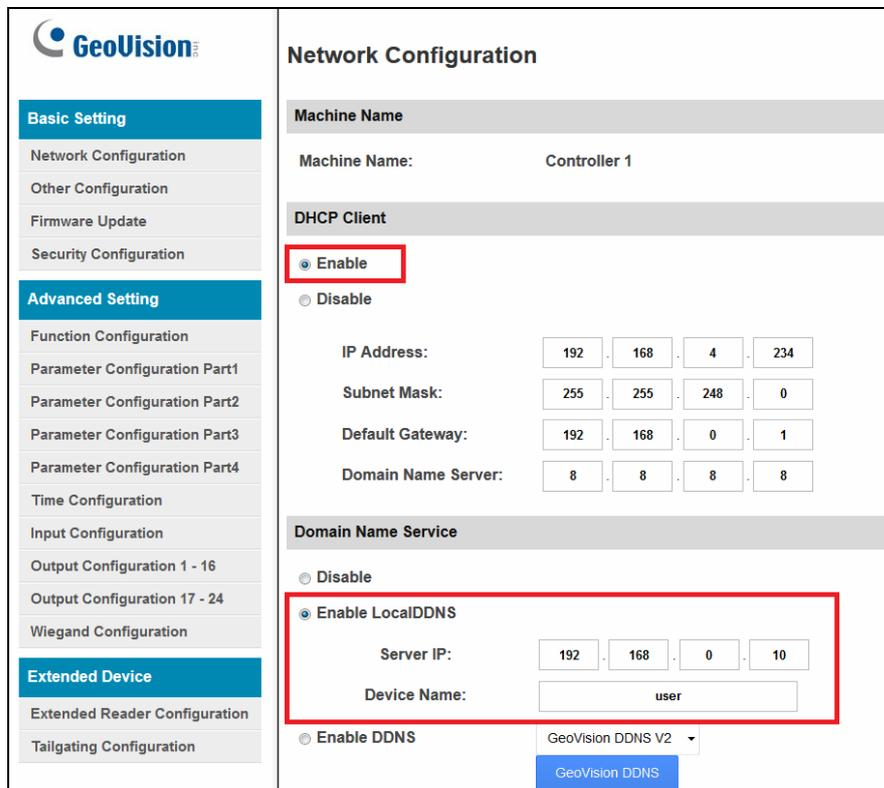 GeoVision inc
Basic Setting
Network Configuration
Other Configuration
Firmware Update
Security Configuration
Advanced Setting
Function Configuration
Parameter Configuration Part1
Parameter Configuration Part2
Parameter Configuration Part3
Parameter Configuration Part4
Time Configuration
Input Configuration
Output Configuration 1 - 16
Output Configuration 17 - 24
Wiegand Configuration
Extended Device
Extended Reader Configuration
Tailgating Configuration
Network Configuration
Machine Name
Machine Name: Controller 1
DHCP Client
Enable
Disable
IP Address: 192 . 168 . 4 . 234
Subnet Mask: 255 . 255 . 248 . 0
Default Gateway: 192 . 168 . 0 . 1
Domain Name Server: 8 . 8 . 8 . 8
Domain Name Service
Disable
Enable LocalDDNS
Server IP: 192 . 168 . 0 . 10
Device Name: user
Enable DDNS GeoVision DDNS V2
GeoVision DDNS